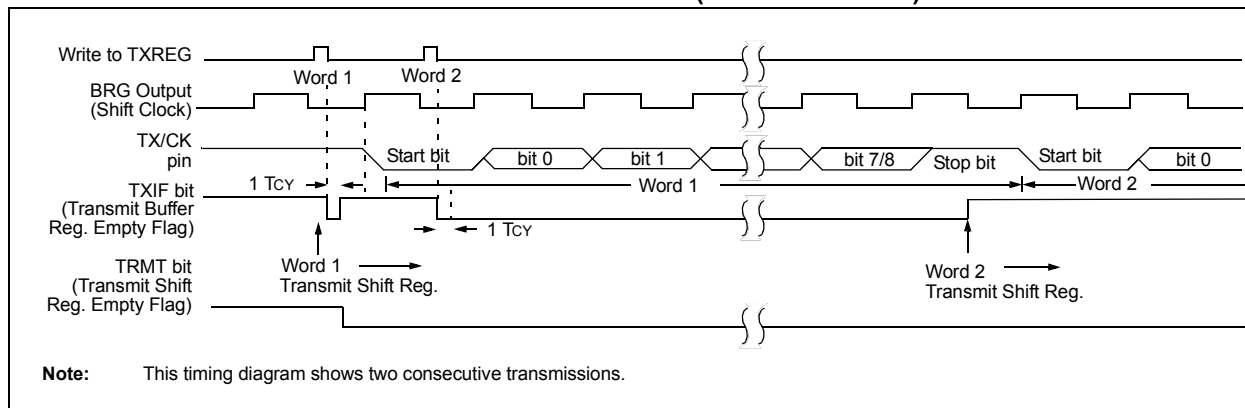 Write to TXREG
Word 1 Word 2
BRG Output
(Shift Clock)
TX/CK
pin
Start bit bit 0 bit 1 bit 7/8 Stop bit Start bit bit 0
1 TCY Word 1 Word 2
TXIF bit
(Transmit Buffer
Reg. Empty Flag)
1 TCY
Word 1
Transmit Shift Reg.
Word 2
Transmit Shift Reg.
TRMT bit
(Transmit Shift
Reg. Empty Flag)
Note: This timing diagram shows two consecutive transmissions.